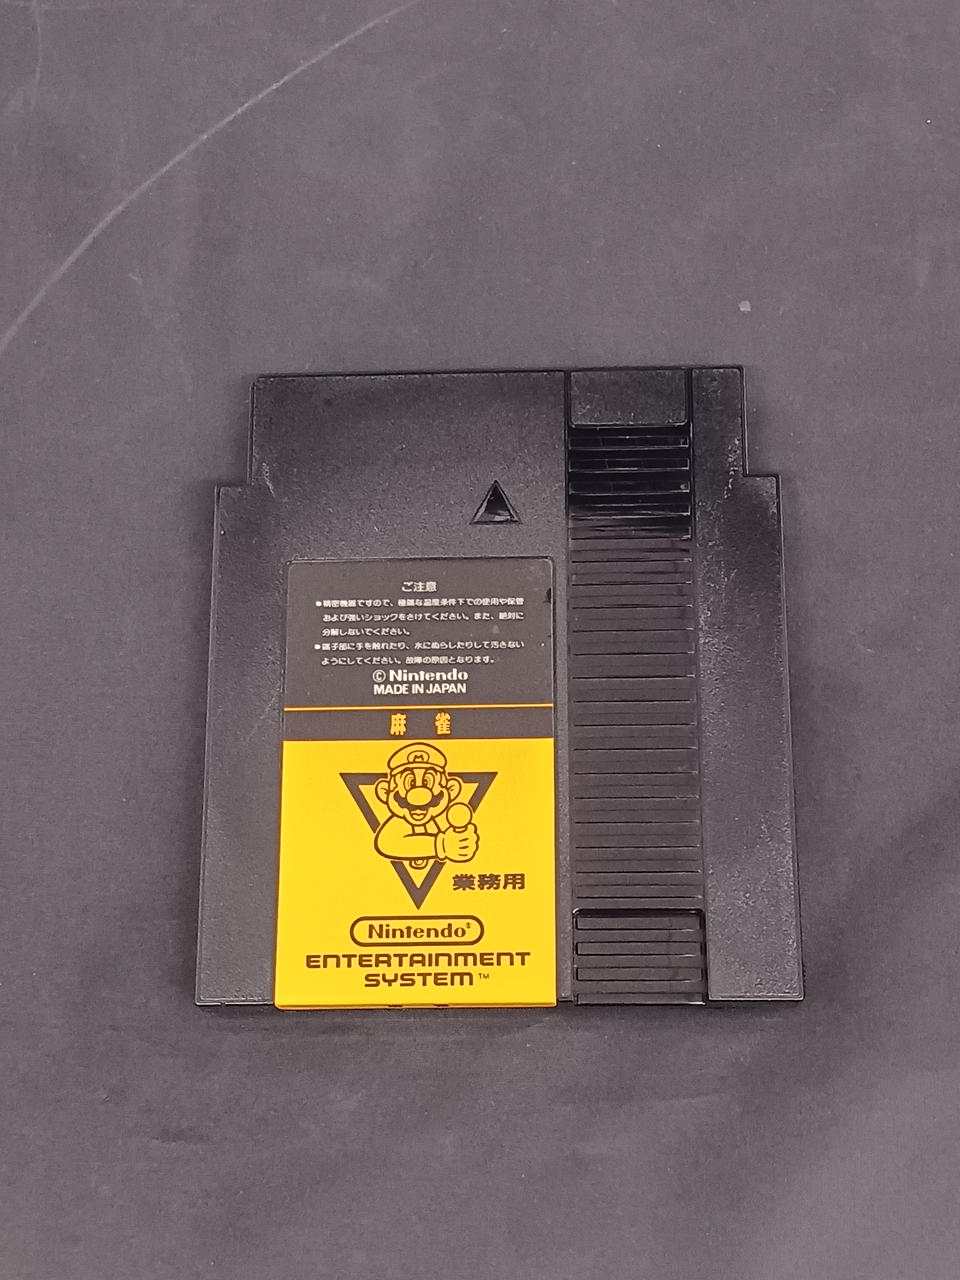 ご注意
●精密機器ですので、極端な温度条件下での使用や保管
および強いショックをさけてください。また、絶対に
分解しないでください。
●端子部に手を触れたり、水にぬらしたりして汚さない
ようにしてください。故障の原因となります。
© Nintendo
MADE IN JAPAN
麻 雀
M
業務用
Nintendo®
ENTERTAINMENT
SYSTEM™